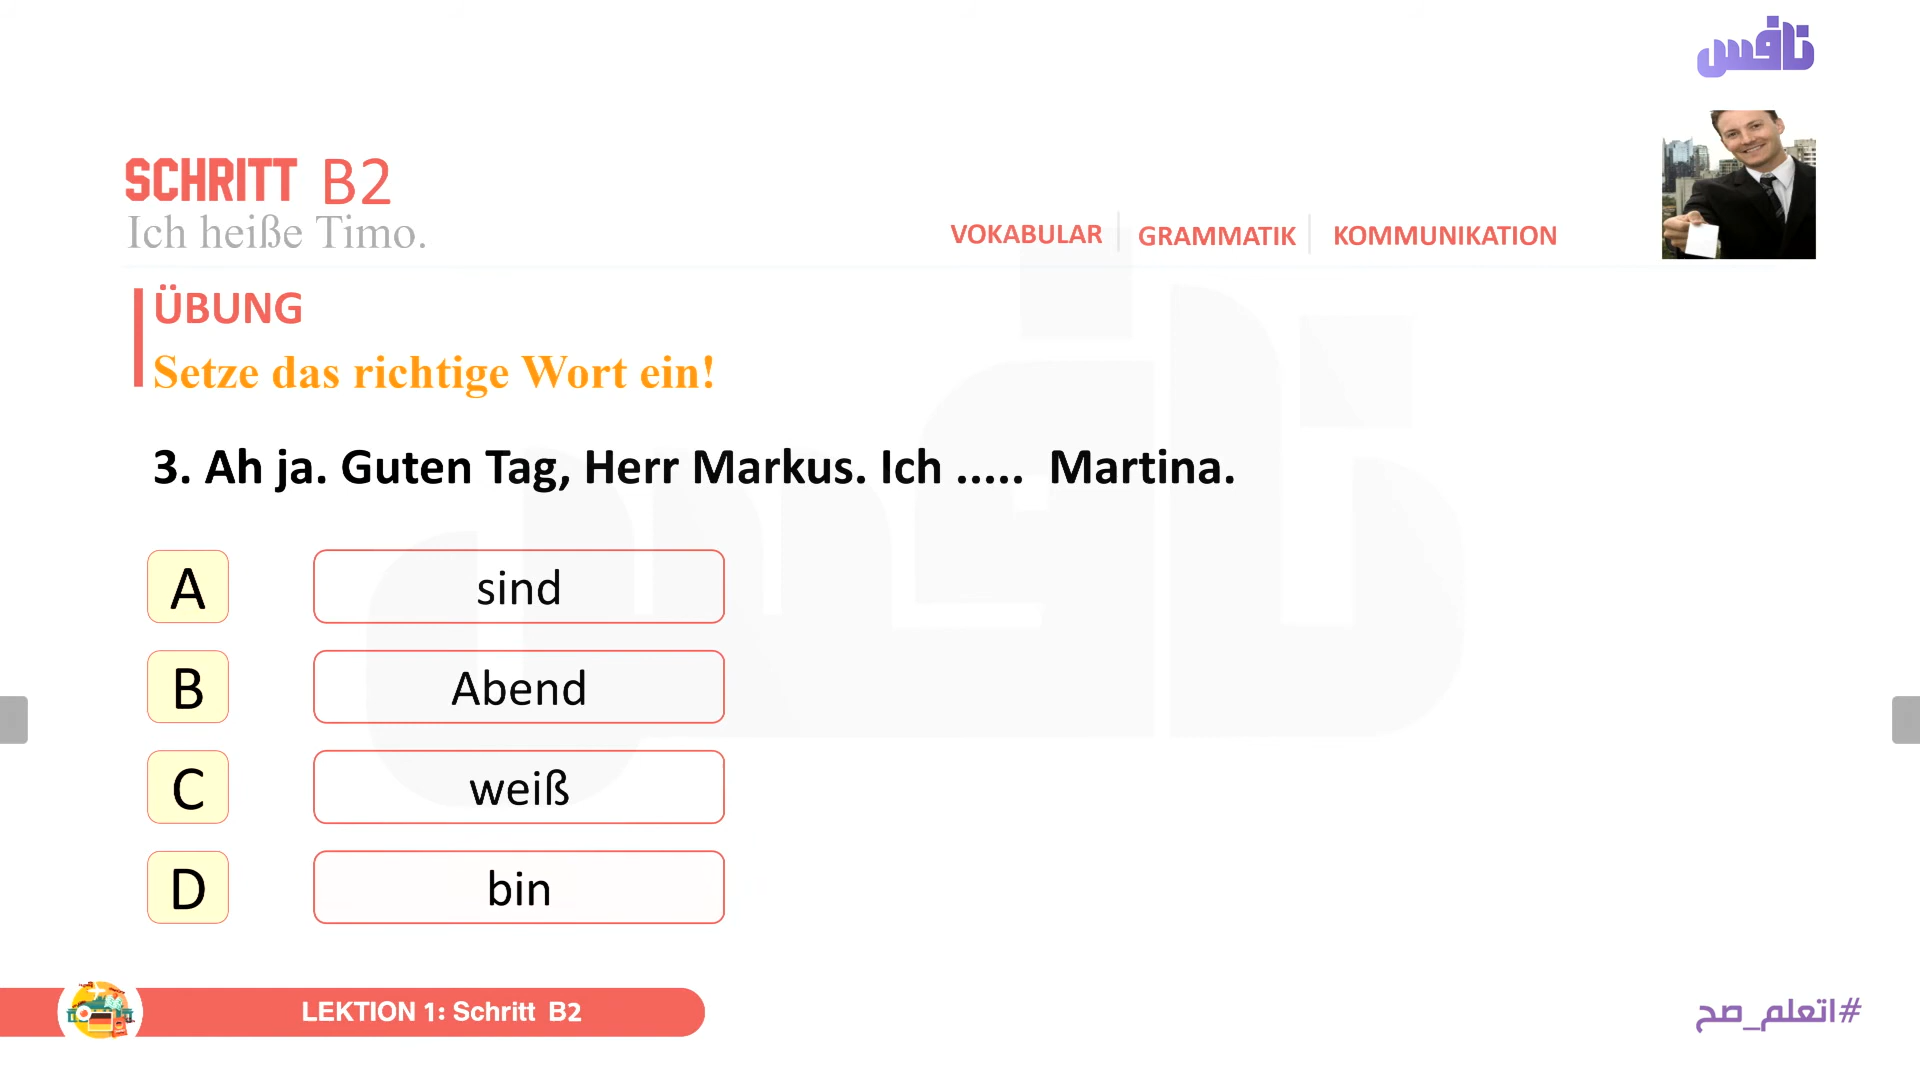 نافس
SCHRITT B2
Ich heiße Timo.
VOKABULAR GRAMMATIK KOMMUNIKATION
ÜBUNG
Setze das richtige Wort ein!
3. Ah ja. Guten Tag, Herr Markus. Ich ..... Martina.
A sind
B Abend
C weiß
D bin
LEKTION 1: Schritt B2
#اتعلم_صح